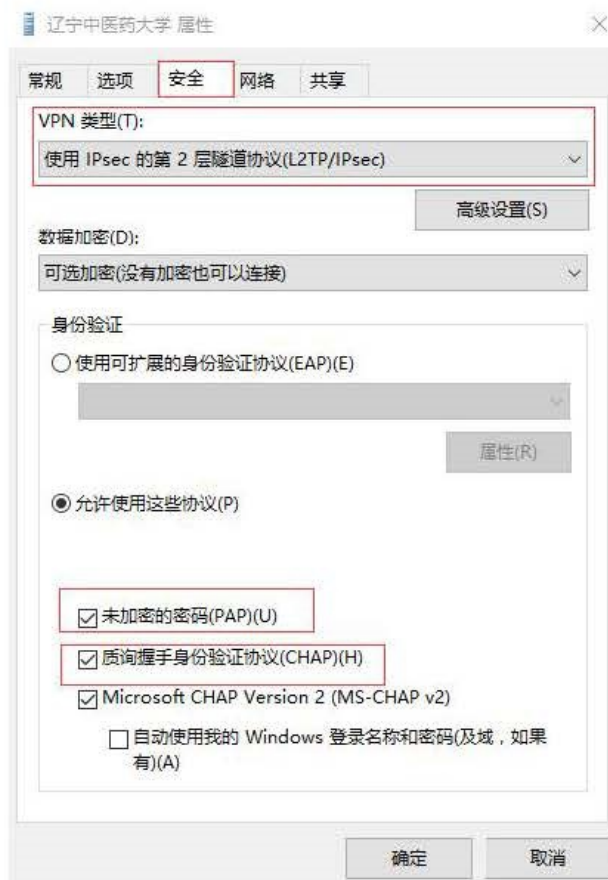 辽宁中医药大学 属性
常规 选项 安全 网络 共享
VPN 类型(T):
使用 IPsec 的第 2 层隧道协议(L2TP/IPsec)
高级设置(S)
数据加密(D):
可选加密(没有加密也可以连接)
身份验证
使用可扩展的身份验证协议(EAP)(E)
属性(R)
允许使用这些协议(P)
未加密的密码(PAP)(U)
质询握手身份验证协议(CHAP)(H)
Microsoft CHAP Version 2 (MS-CHAP v2)
自动使用我的 Windows 登录名称和密码(及域，如果
有)(A)
确定 取消